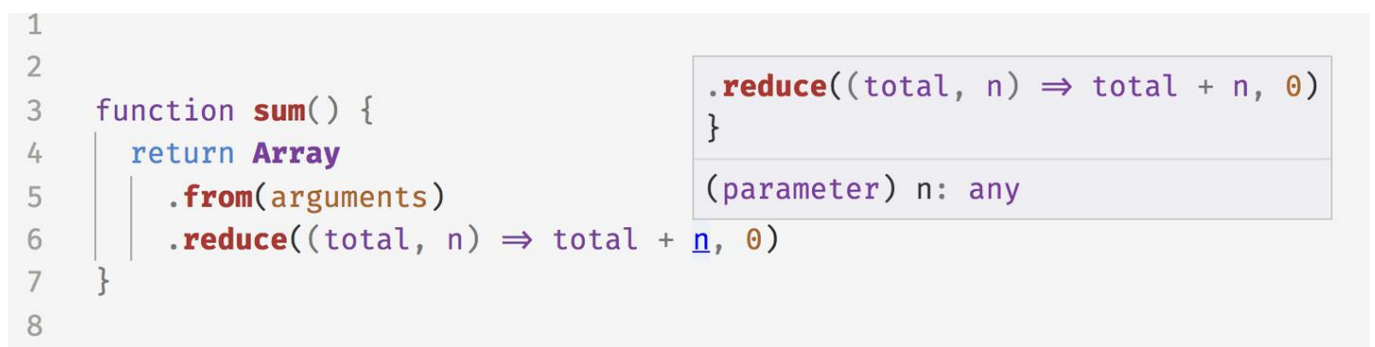 1
2
3 function sum() {
4 return Array
5 .from(arguments)
6 .reduce((total, n) ⇒ total + n, 0)
7 }
8
.reduce((total, n) ⇒ total + n, 0)
}
(parameter) n: any